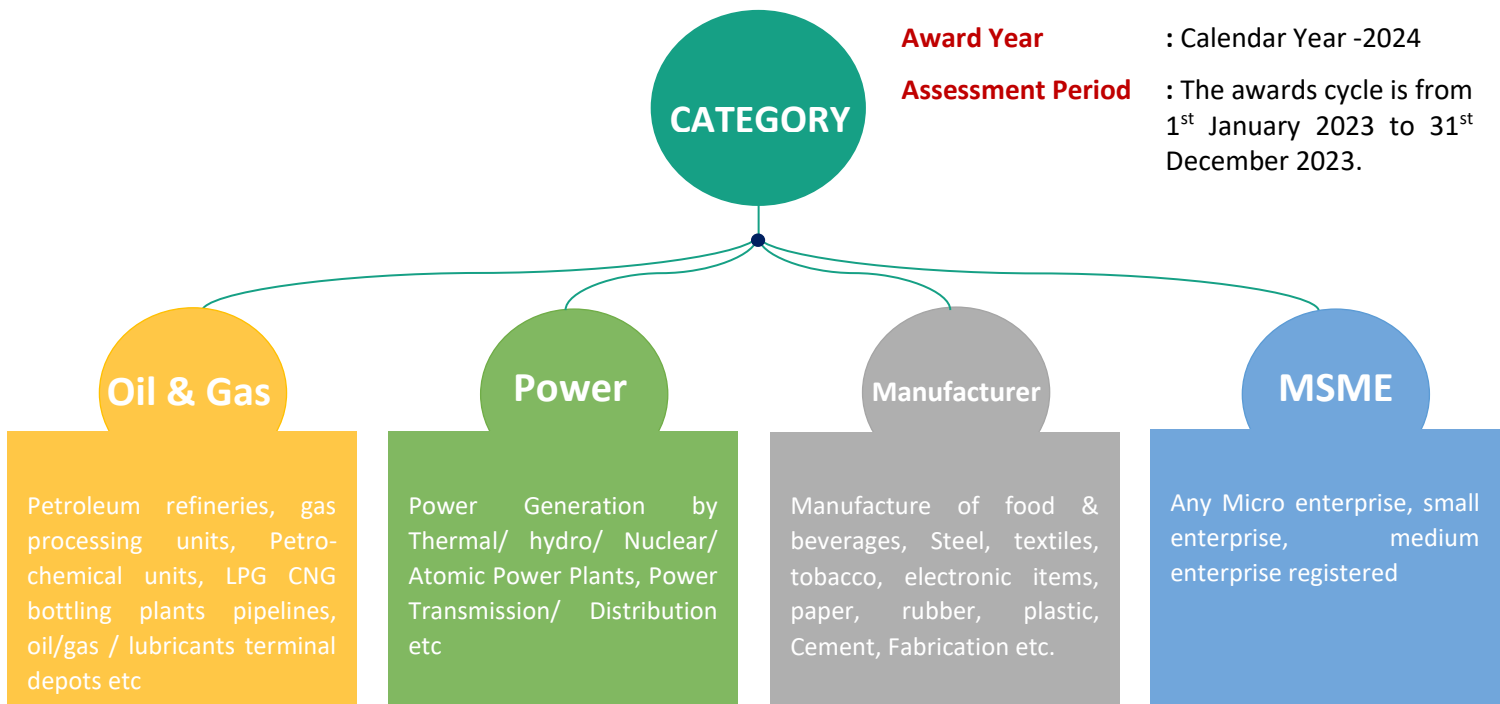 Award Year : Calendar Year -2024
Assessment Period : The awards cycle is from
1st January 2023 to 31st
December 2023.
CATEGORY
Oil & Gas
Petroleum refineries, gas
processing units, Petro-
chemical units, LPG CNG
bottling plants pipelines,
oil/gas / lubricants terminal
depots etc
Power
Power Generation by
Thermal/ hydro/ Nuclear/
Atomic Power Plants, Power
Transmission/ Distribution
etc
Manufacturer
Manufacture of food &
beverages, Steel, textiles,
tobacco, electronic items,
paper, rubber, plastic,
Cement, Fabrication etc.
MSME
Any Micro enterprise, small
enterprise, medium
enterprise registered